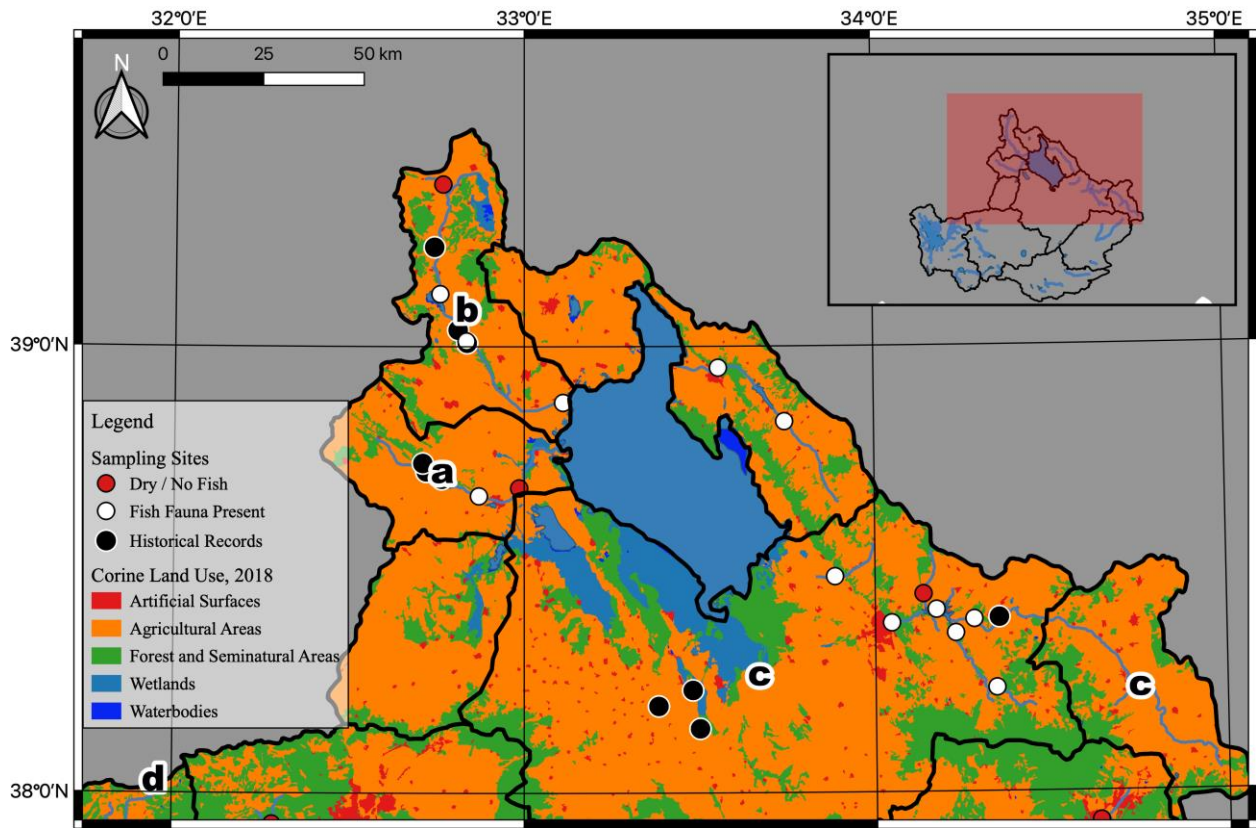 32°0'E 33°0'E 34°0'E 35°0'E
N
0 25 50 km
b
39°0'N
Legend
Sampling Sites
Dry / No Fish
Fish Fauna Present
Historical Records
Corine Land Use, 2018
Artificial Surfaces
Agricultural Areas
Forest and Seminatural Areas
Wetlands
Waterbodies
a
c
c
d
38°0'N